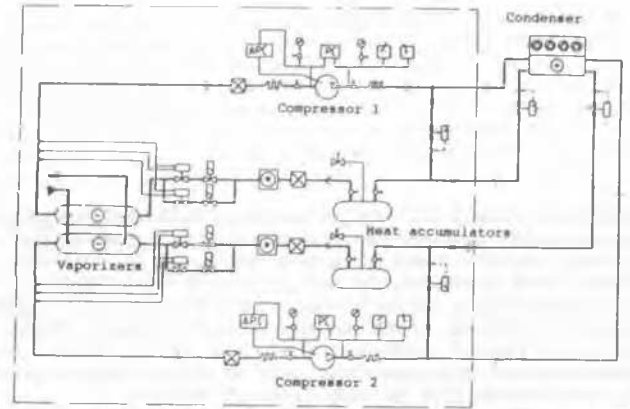 Condenser
APC
PC
Compressor 1
Heat accumulators
Vaporizers
APC
PC
Compressor 2